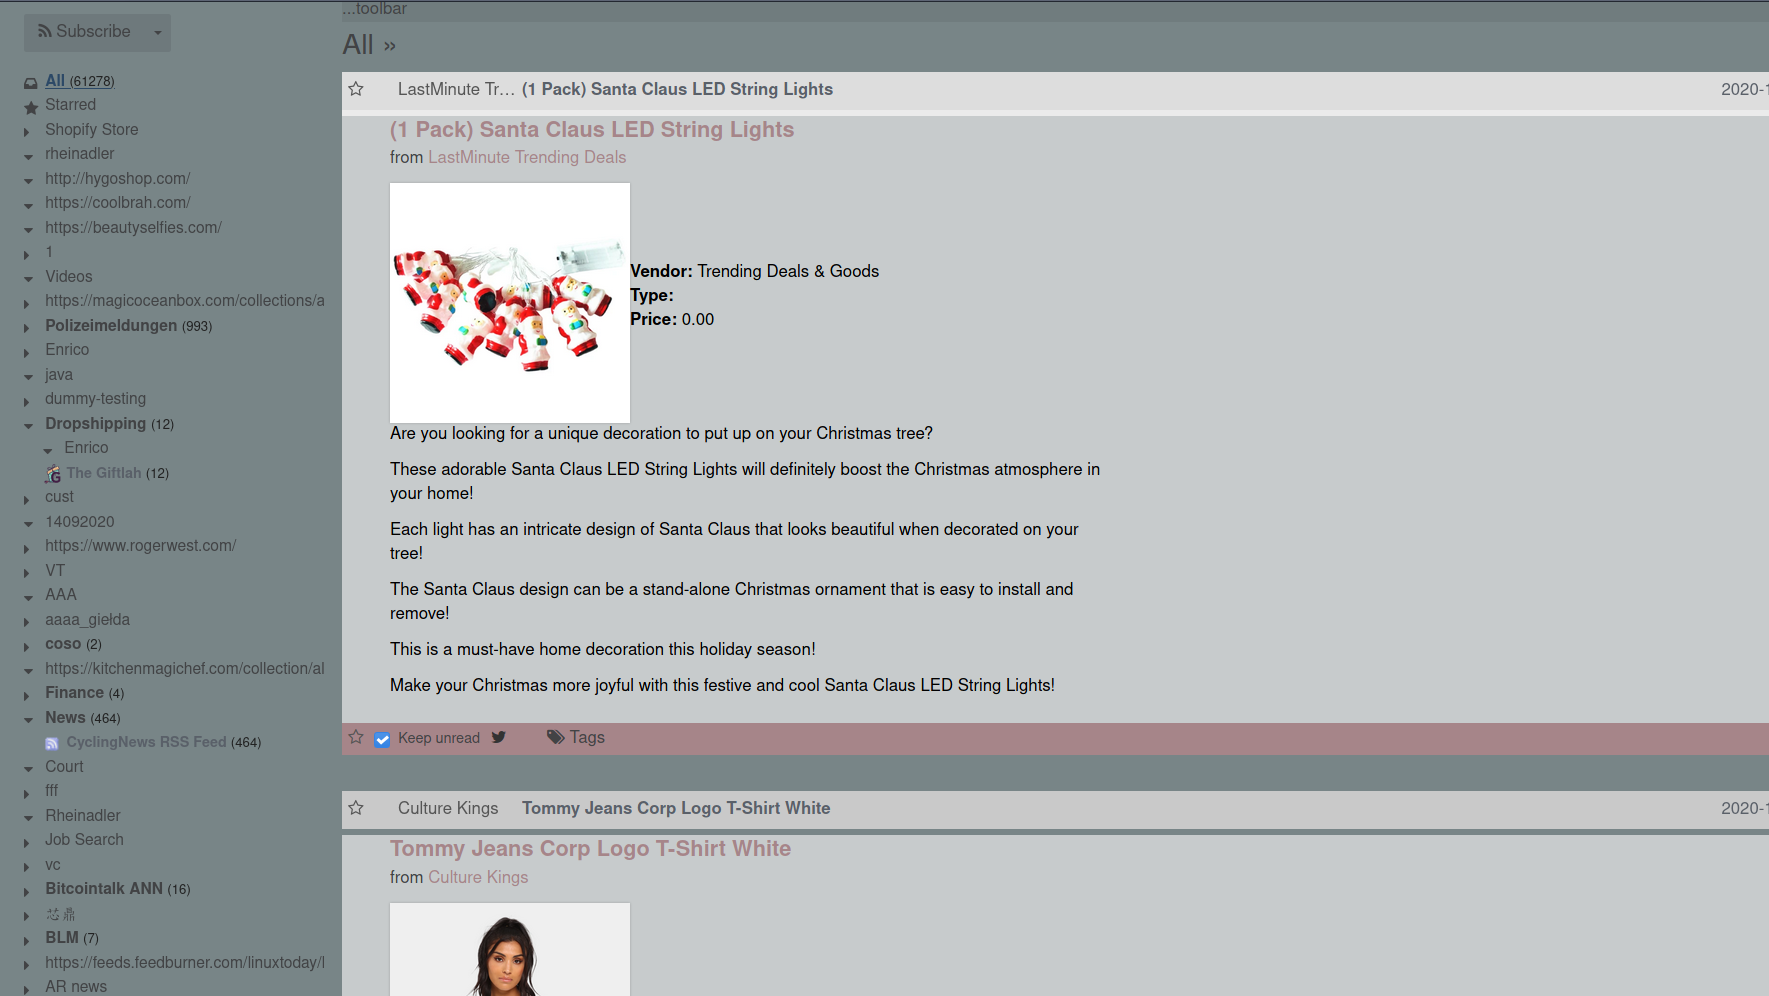 ...toolbar
Subscribe
All (61278)
Starred
Shopify Store
rheinadler
http://hygoshop.com/
https://coolbrah.com/
https://beautyselfies.com/
1
Videos
https://magicoceanbox.com/collections/a
Polizeimeldungen (993)
Enrico
java
dummy-testing
Dropshipping (12)
Enrico
The Giftlah (12)
cust
14092020
https://www.rogerwest.com/
VT
AAA
aaaa_giełda
coso (2)
https://kitchenmagichef.com/collection/al
Finance (4)
News (464)
CyclingNews RSS Feed (464)
Court
fff
Rheinadler
Job Search
vc
Bitcointalk ANN (16)
芯鼎
BLM (7)
https://feeds.feedburner.com/linuxtoday/l
AR news
All »
LastMinute Tr… (1 Pack) Santa Claus LED String Lights 2020-1
(1 Pack) Santa Claus LED String Lights
from LastMinute Trending Deals
Vendor: Trending Deals & Goods
Type:
Price: 0.00
Are you looking for a unique decoration to put up on your Christmas tree?
These adorable Santa Claus LED String Lights will definitely boost the Christmas atmosphere in
your home!
Each light has an intricate design of Santa Claus that looks beautiful when decorated on your
tree!
The Santa Claus design can be a stand-alone Christmas ornament that is easy to install and
remove!
This is a must-have home decoration this holiday season!
Make your Christmas more joyful with this festive and cool Santa Claus LED String Lights!
Keep unread Tags
Culture Kings Tommy Jeans Corp Logo T-Shirt White 2020-1
Tommy Jeans Corp Logo T-Shirt White
from Culture Kings